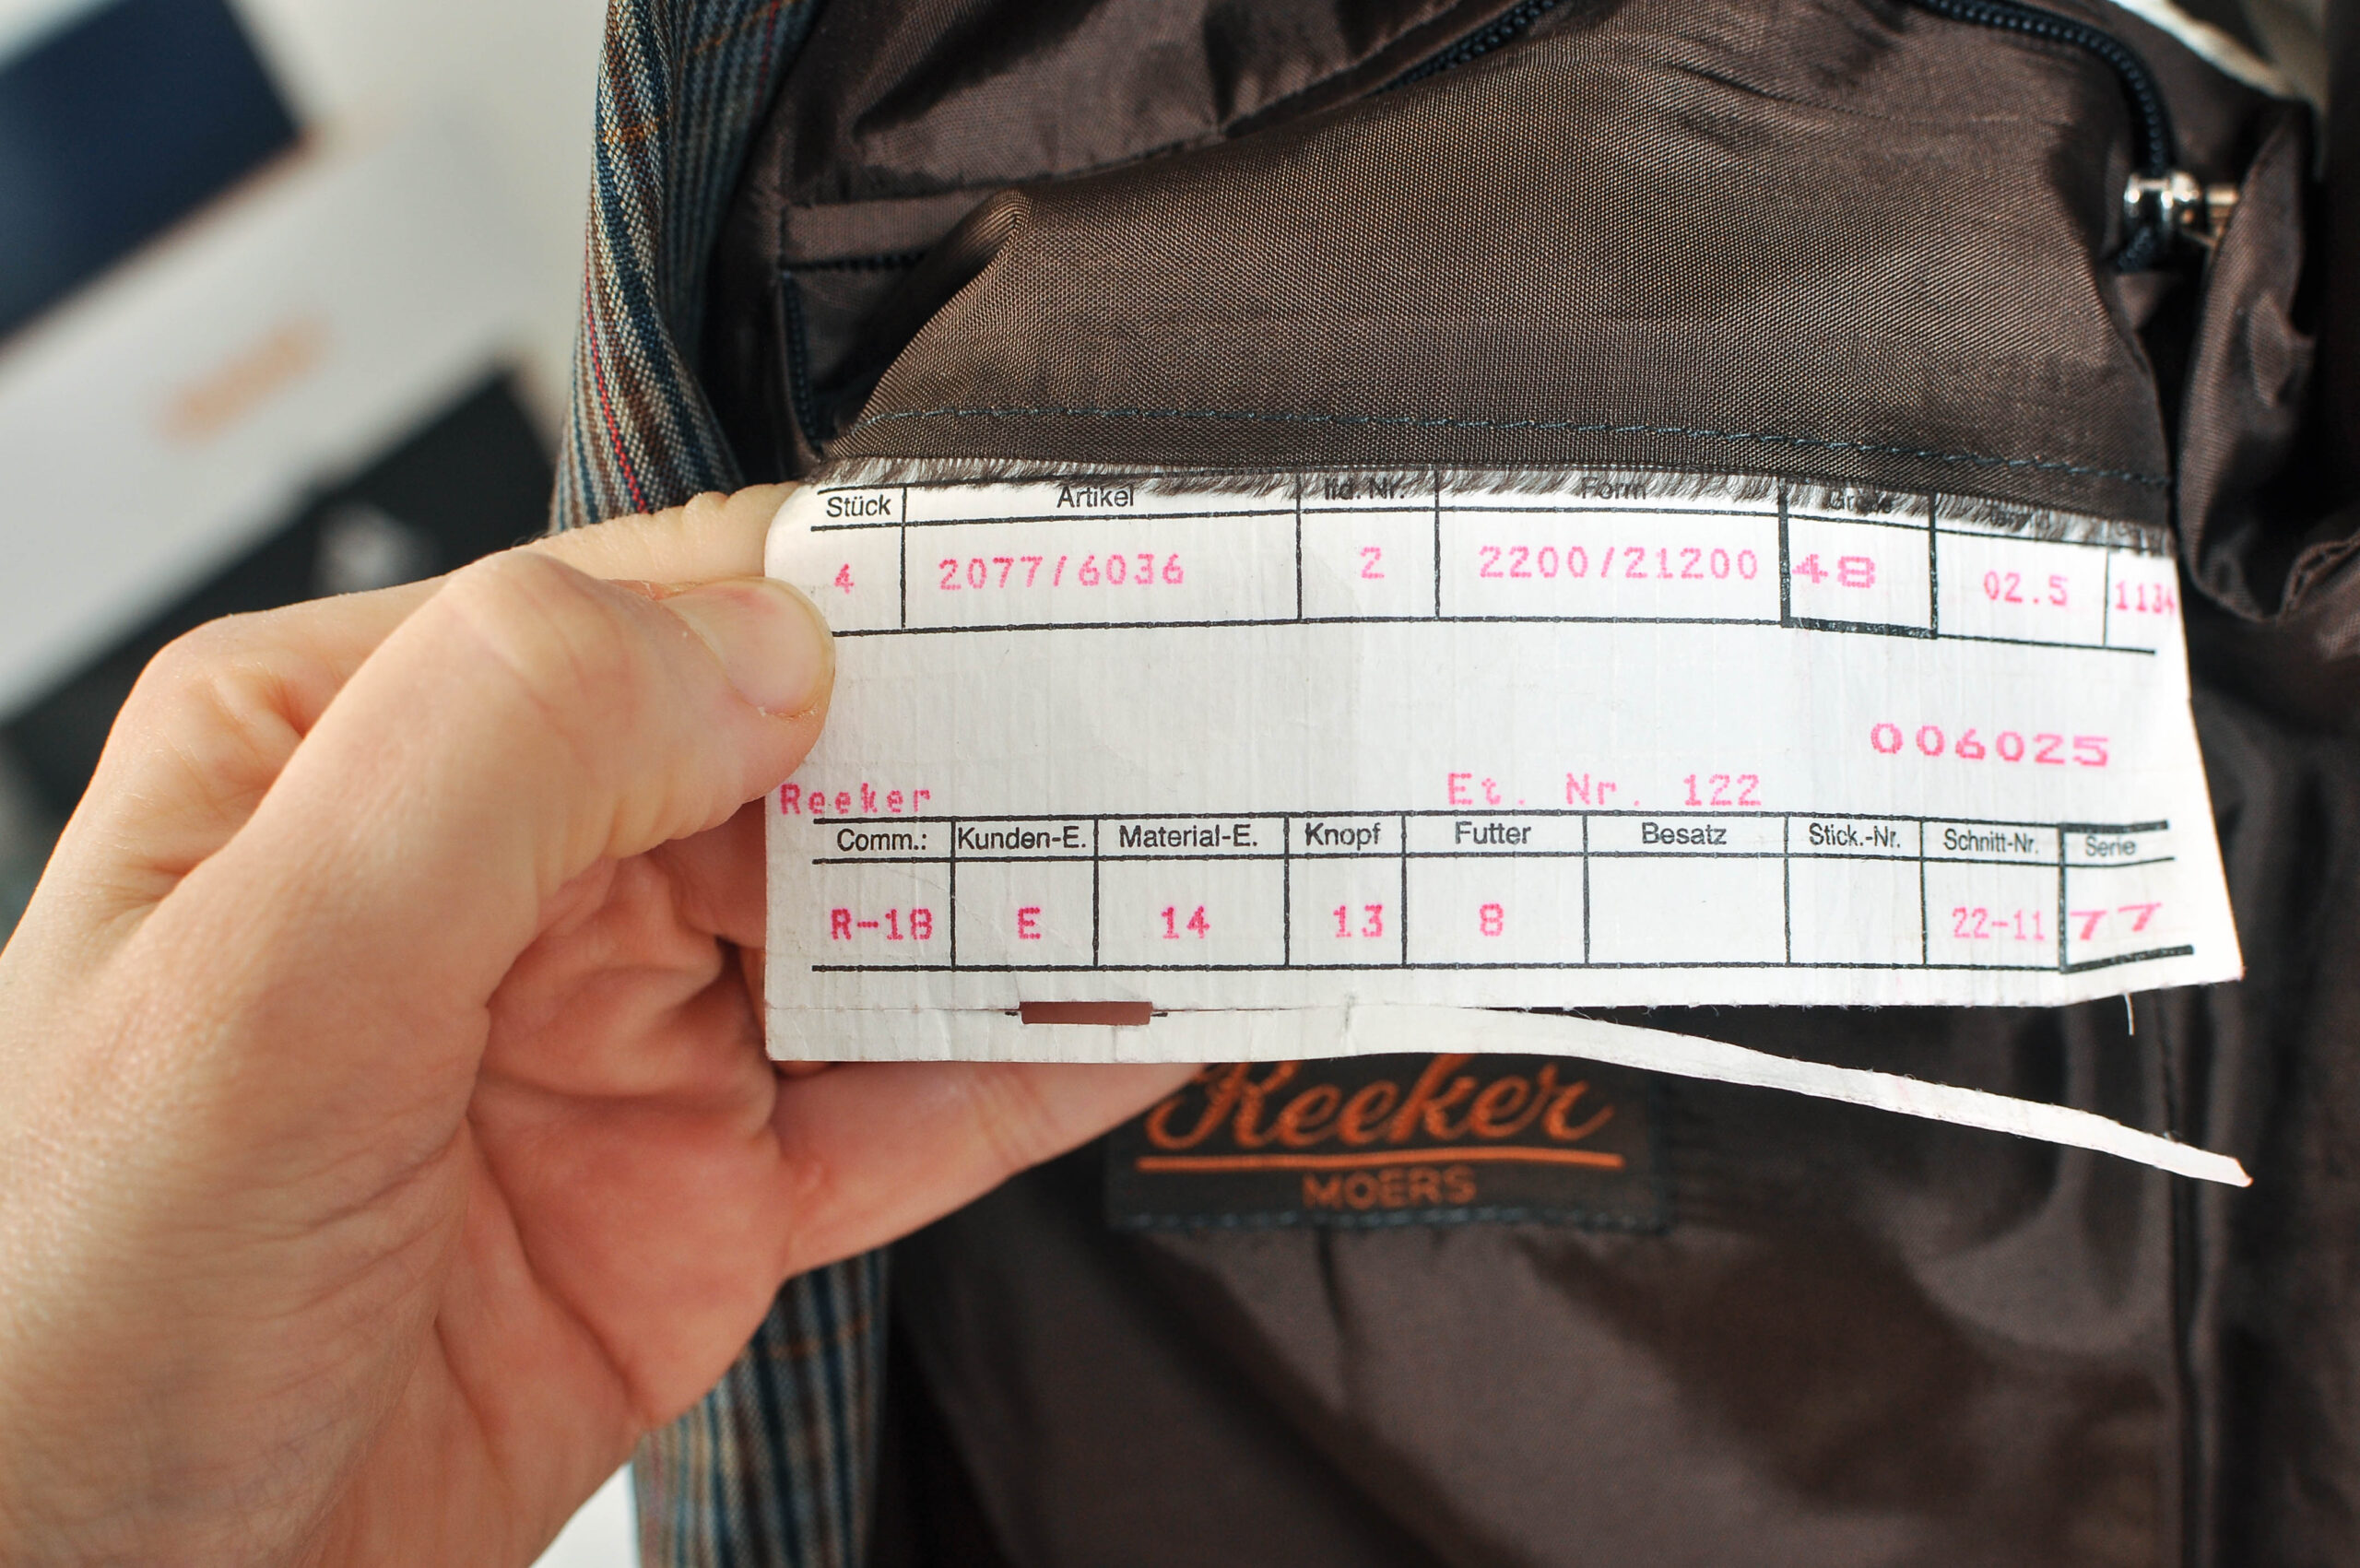 Stück Artikel lfd. Nr. Form Größe
4 2077/6036 2 2200/21200 48 02.5 1134
006025
Reeker Et. Nr. 122
Comm.: Kunden-E. Material-E. Knopf Futter Besatz Stick.-Nr. Schnitt-Nr. Serie
R-18 E 14 13 8 22-11 77
Reeker
MOERS